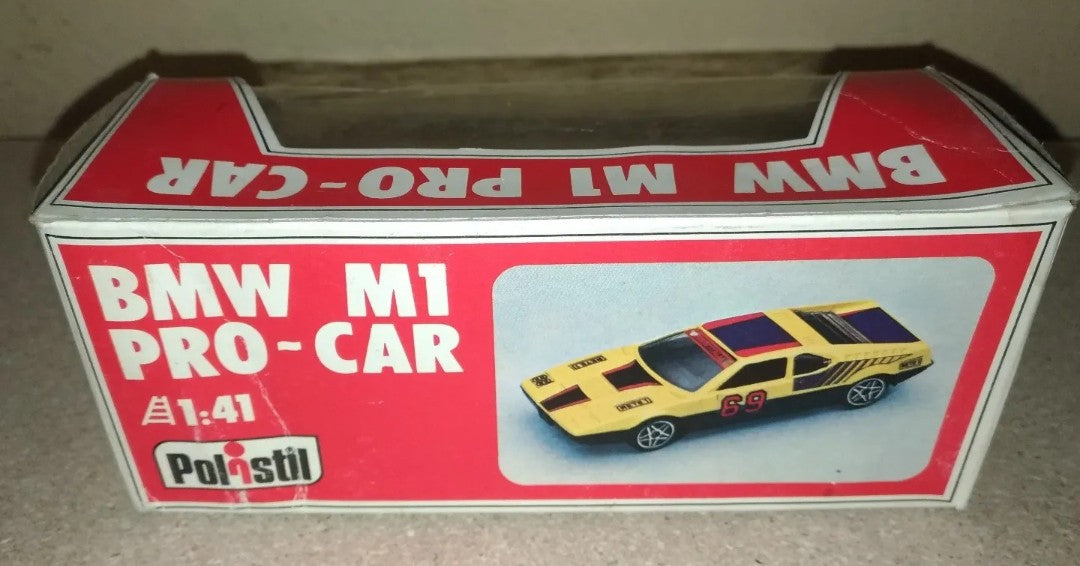 BMW M1 PRO-CAR
BMW M1
PRO-CAR
1:41
Polistil
69